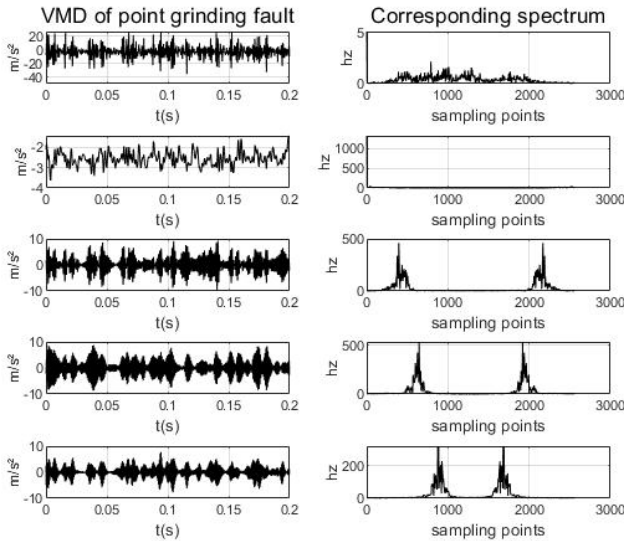 VMD of point grinding fault
Corresponding spectrum
m/s²
20
0
-20
-40
0 0.05 0.1 0.15 0.2
t(s)
hz
5
0
0 1000 2000 3000
sampling points
m/s²
-2
-3
-4
0 0.05 0.1 0.15 0.2
t(s)
hz
1000
500
0
0 1000 2000 3000
sampling points
m/s²
10
0
-10
0 0.05 0.1 0.15 0.2
t(s)
hz
500
0
0 1000 2000 3000
sampling points
m/s²
10
0
-10
0 0.05 0.1 0.15 0.2
t(s)
hz
500
0
0 1000 2000 3000
sampling points
m/s²
10
0
-10
0 0.05 0.1 0.15 0.2
t(s)
hz
200
0
0 1000 2000 3000
sampling points